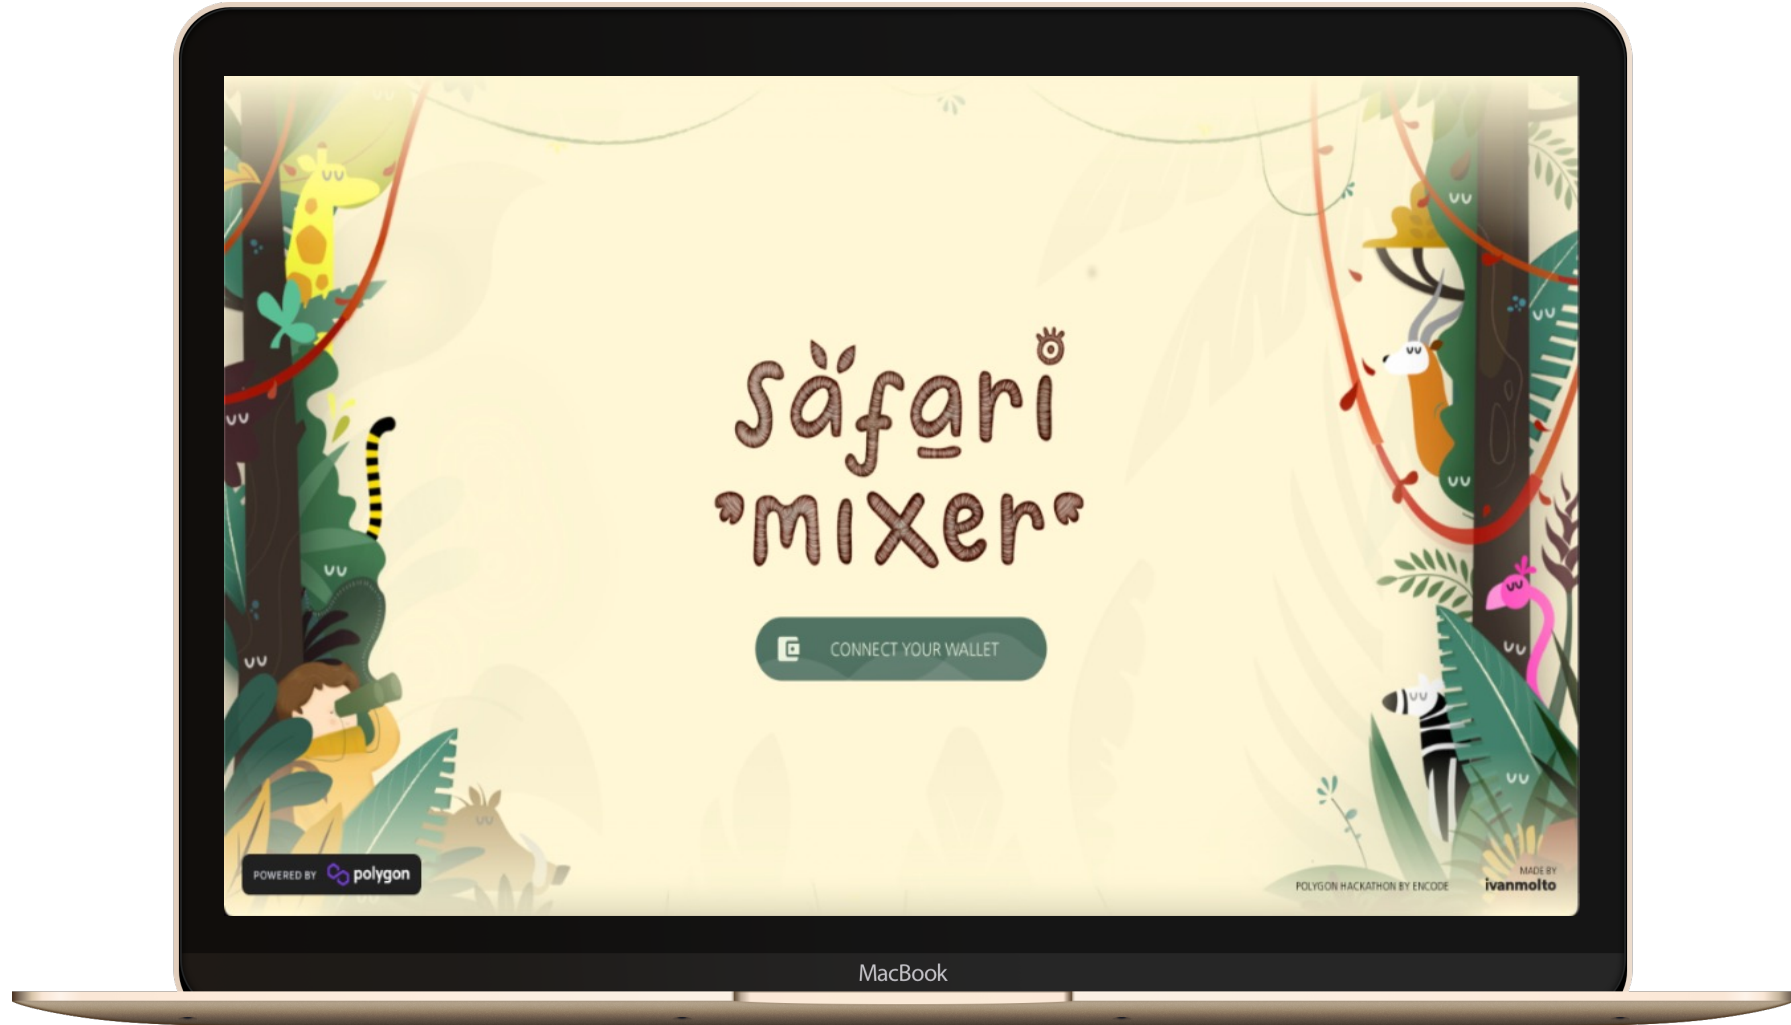 safari
mixer
CONNECT YOUR WALLET
POWERED BY polygon
POLYGON HACKATHON BY ENCODE
MADE BY
ivanmolto
MacBook